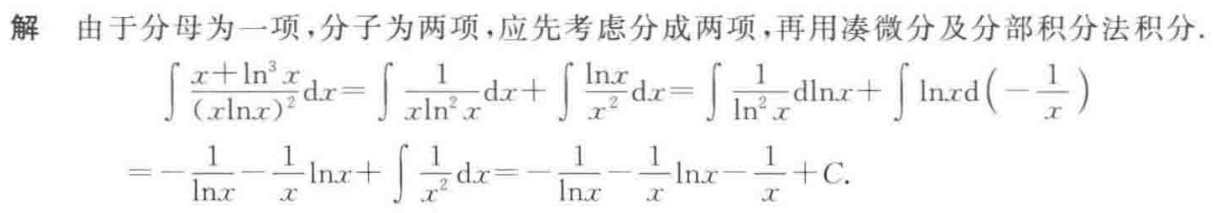 解 由于分母为一项,分子为两项,应先考虑分成两项,再用凑微分及分部积分法积分.
∫ (x+ln³x)/(xlnx)² dx = ∫ 1/(xln²x) dx + ∫ lnx/x² dx = ∫ 1/(ln²x) dlnx + ∫ lnxd(−1/x)
= −1/lnx − (1/x)lnx + ∫ 1/x² dx = −1/lnx − (1/x)lnx − 1/x + C.